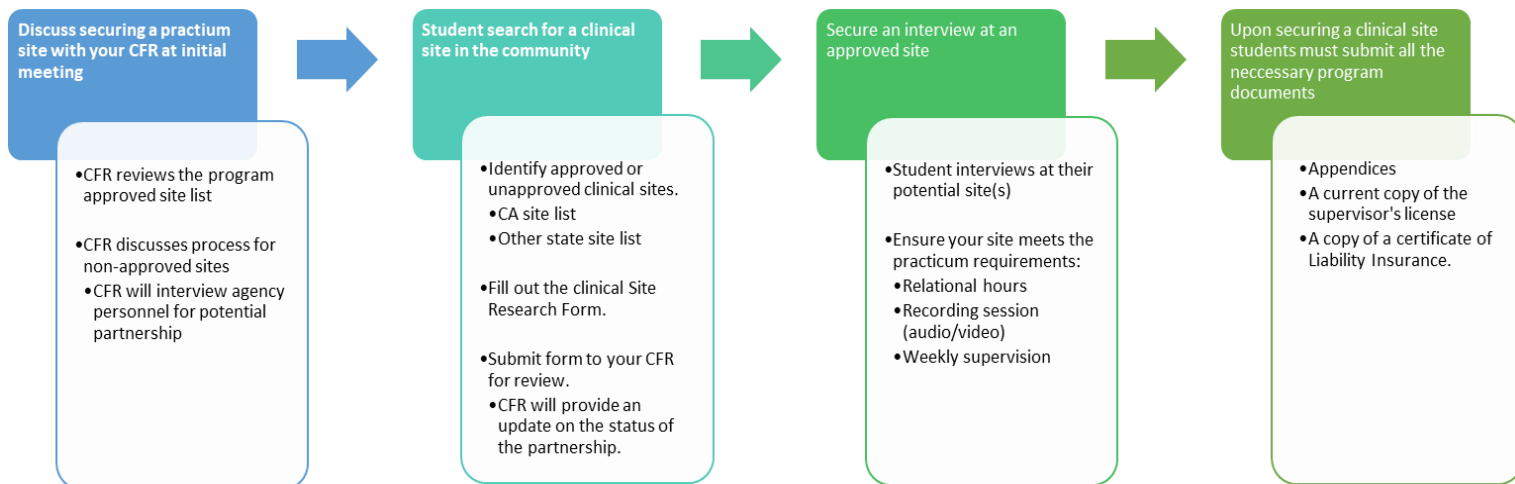 Discuss securing a practium
site with your CFR at initial
meeting
•CFR reviews the program
approved site list
•CFR discusses process for
non-approved sites
•CFR will interview agency
personnel for potential
partnership
Student search for a clinical
site in the community
•Identify approved or
unapproved clinical sites.
•CA site list
•Other state site list
•Fill out the clinical Site
Research Form.
•Submit form to your CFR
for review.
•CFR will provide an
update on the status of
the partnership.
Secure an interview at an
approved site
•Student interviews at their
potential site(s)
•Ensure your site meets the
practicum requirements:
•Relational hours
•Recording session
(audio/video)
•Weekly supervision
Upon securing a clinical site
students must submit all the
neccessary program
documents
•Appendices
•A current copy of the
supervisor's license
•A copy of a certificate of
Liability Insurance.